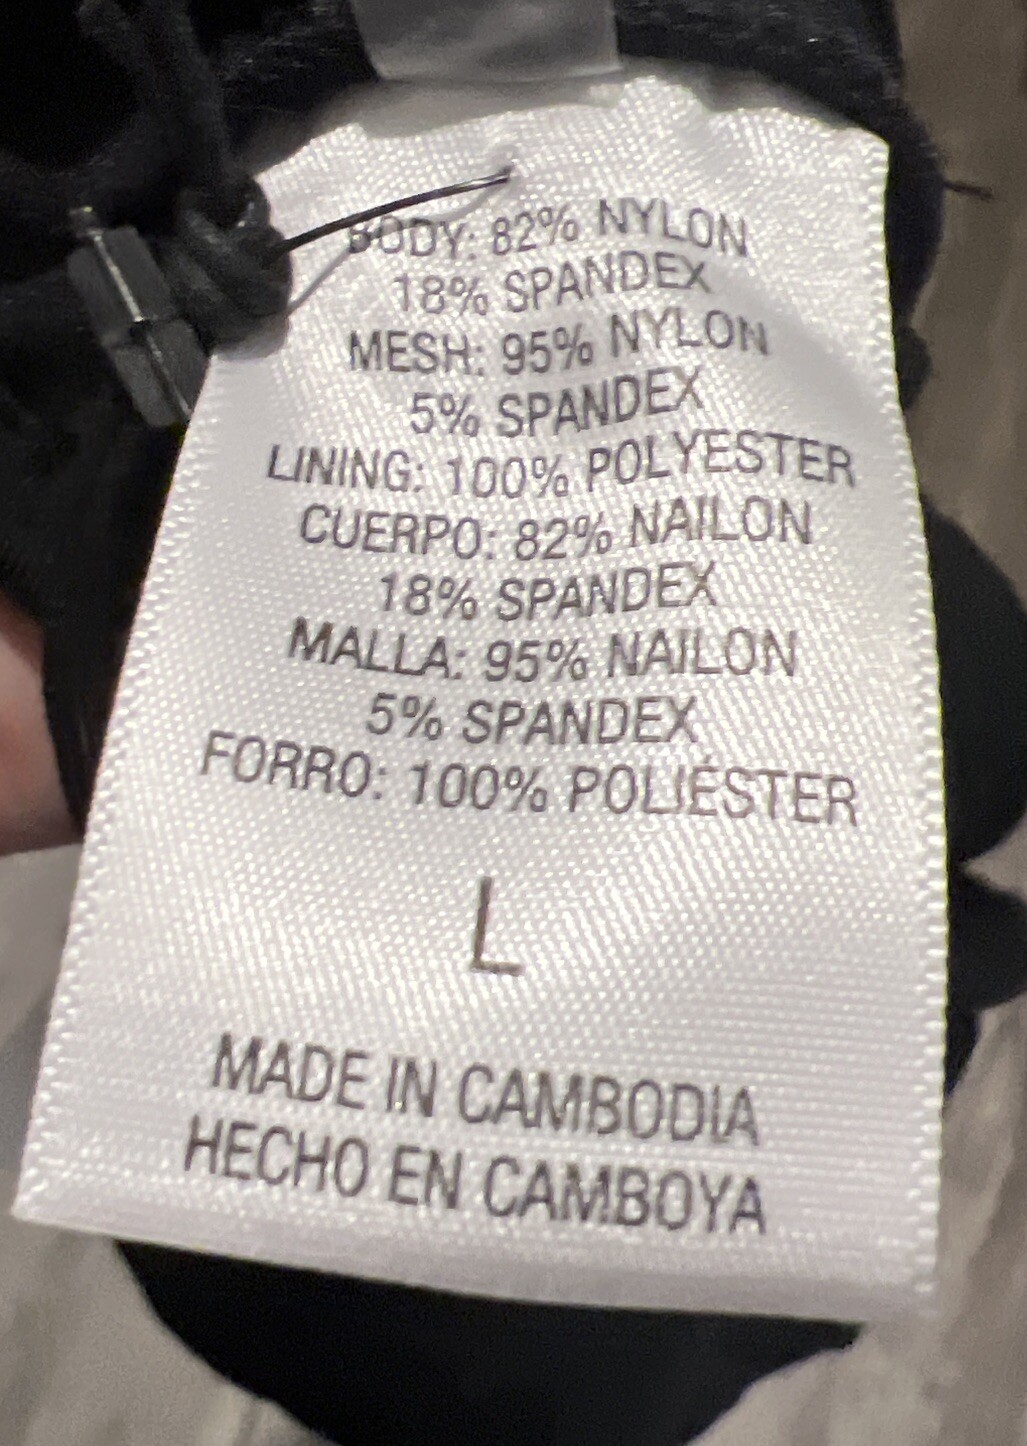 BODY: 82% NYLON
18% SPANDEX
MESH: 95% NYLON
5% SPANDEX
LINING: 100% POLYESTER
CUERPO: 82% NAILON
18% SPANDEX
MALLA: 95% NAILON
5% SPANDEX
FORRO: 100% POLIÉSTER
L
MADE IN CAMBODIA
HECHO EN CAMBOYA